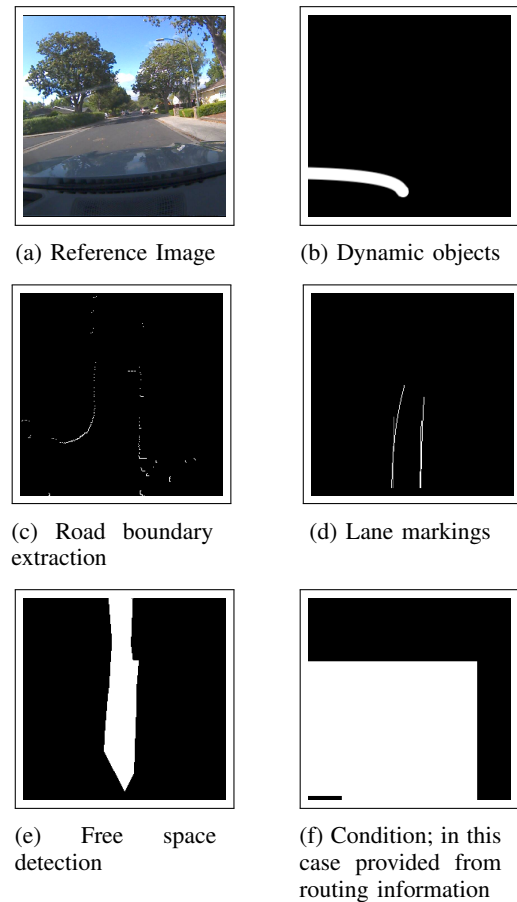 (a) Reference Image
(b) Dynamic objects
(c) Road boundary
extraction
(d) Lane markings
(e) Free space
detection
(f) Condition; in this
case provided from
routing information